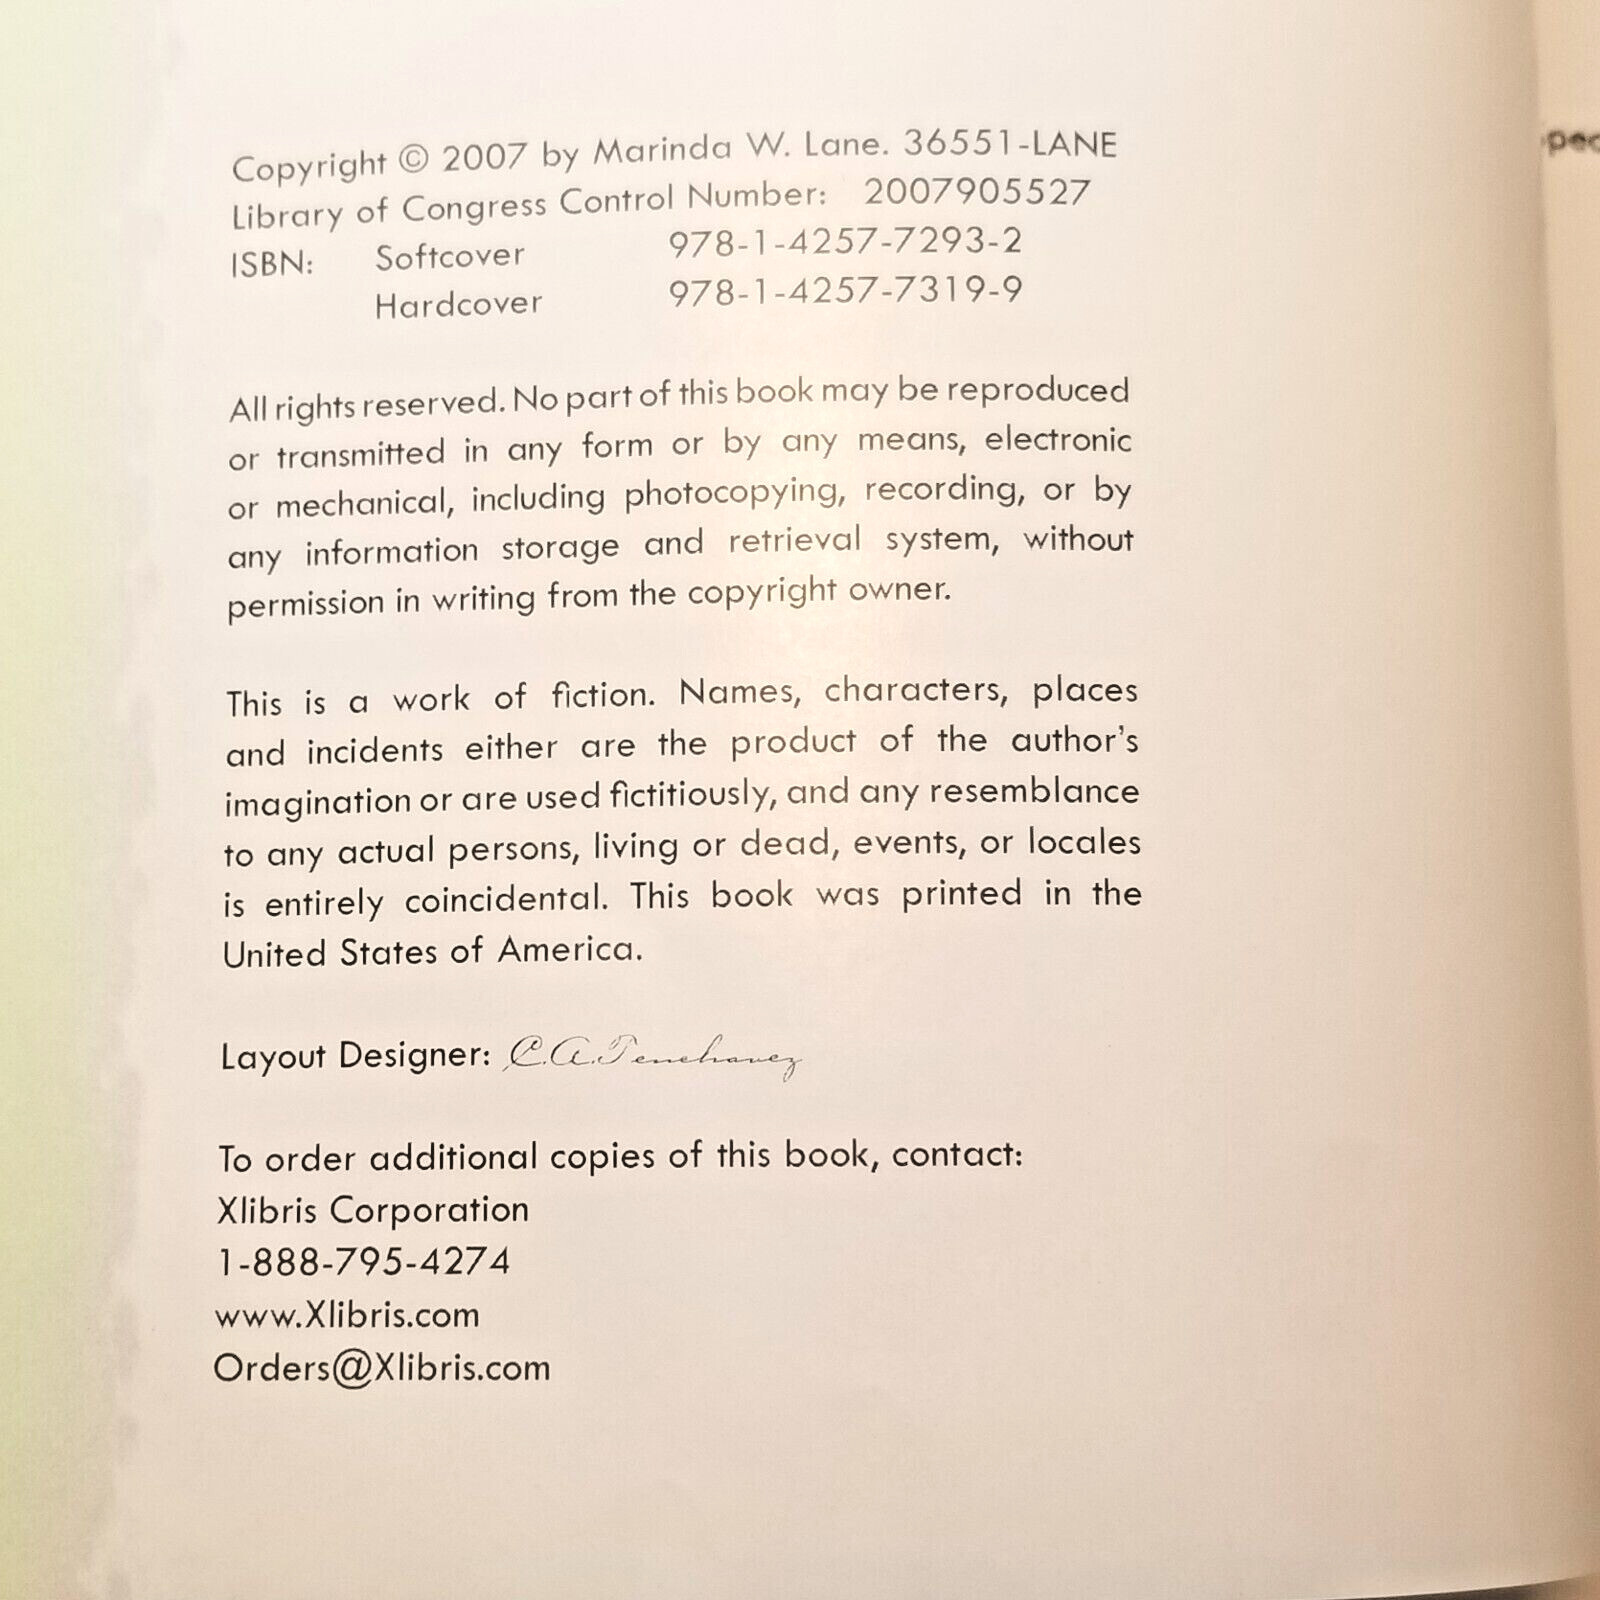 Copyright © 2007 by Marinda W. Lane. 36551-LANE
Library of Congress Control Number: 2007905527
ISBN: Softcover 978-1-4257-7293-2
Hardcover 978-1-4257-7319-9
All rights reserved. No part of this book may be reproduced
or transmitted in any form or by any means, electronic
or mechanical, including photocopying, recording, or by
any information storage and retrieval system, without
permission in writing from the copyright owner.
This is a work of fiction. Names, characters, places
and incidents either are the product of the author's
imagination or are used fictitiously, and any resemblance
to any actual persons, living or dead, events, or locales
is entirely coincidental. This book was printed in the
United States of America.
Layout Designer: C.A.Penchavez
To order additional copies of this book, contact:
Xlibris Corporation
1-888-795-4274
www.Xlibris.com
Orders@Xlibris.com